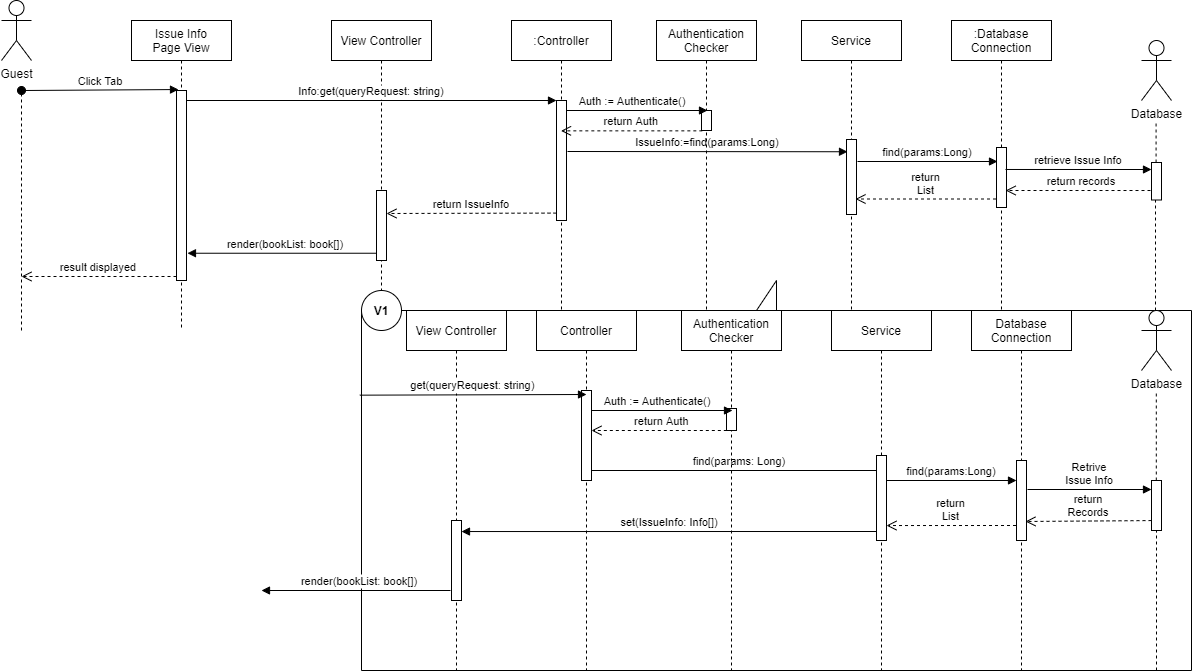 Issue Info
Page View
View Controller
:Controller
Authentication
Checker
Service
:Database
Connection
Guest
Database
Click Tab
Info:get(queryRequest: string)
Auth := Authenticate()
return Auth
IssueInfo:=find(params:Long)
find(params:Long)
retrieve Issue Info
return
List
return records
return IssueInfo
render(bookList: book[])
result displayed
V1
View Controller
Controller
Authentication
Checker
Service
Database
Connection
Database
get(queryRequest: string)
Auth := Authenticate()
return Auth
find(params: Long)
find(params:Long)
Retrive
Issue Info
return
List
return
Records
set(IssueInfo: Info[])
render(bookList: book[])